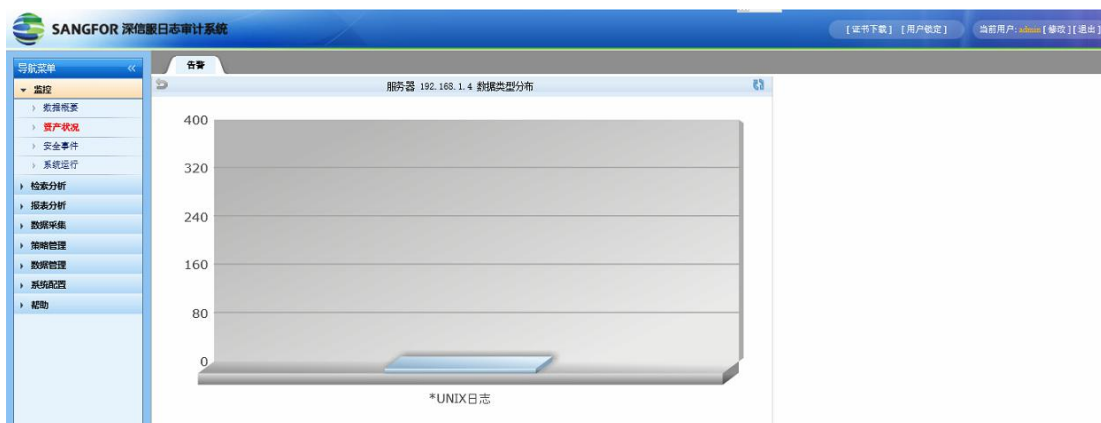 SANGFOR 深信服日志审计系统
[证书下载] [用户锁定] 当前用户:admin[修改][退出]
导航菜单 «
告警
监控
服务器 192.168.1.4 数据类型分布
数据概要
资产状况
安全事件
系统运行
检索分析
报表分析
数据采集
策略管理
数据管理
系统配置
帮助
400
320
240
160
80
0
*UNIX日志